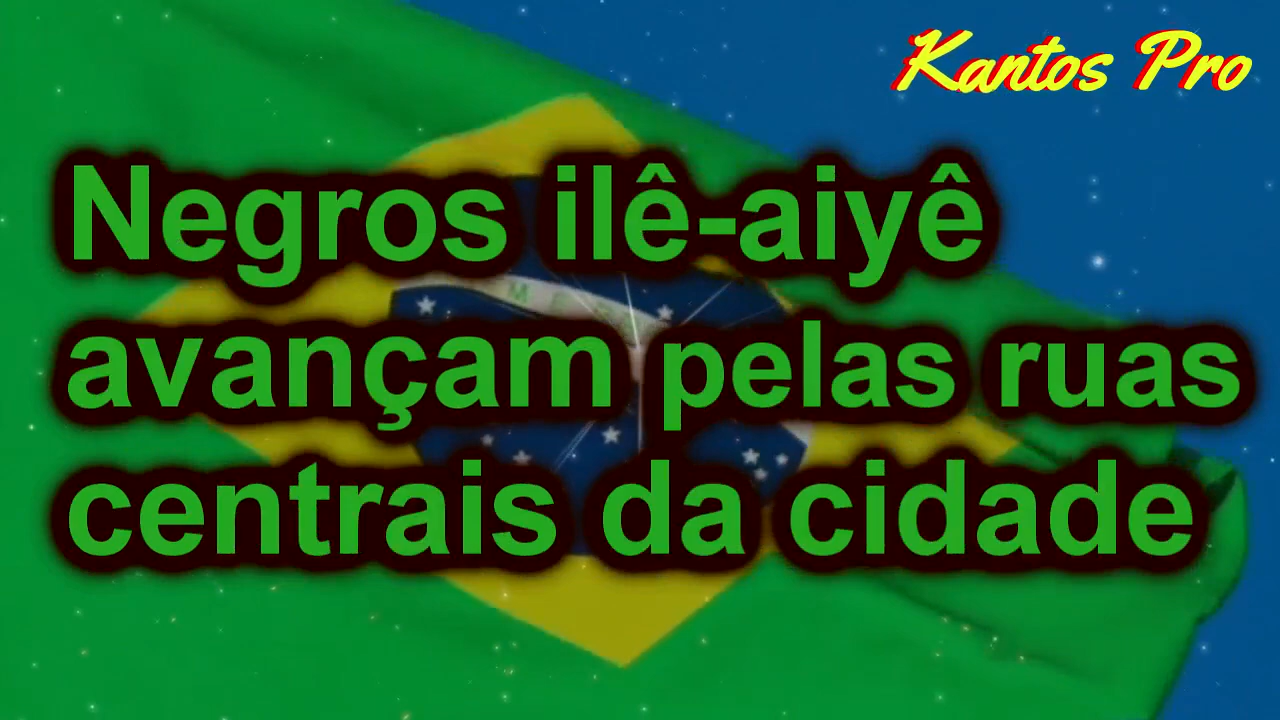 Kantos Pro
Negros ilê-aiyê
avançam pelas ruas
centrais da cidade